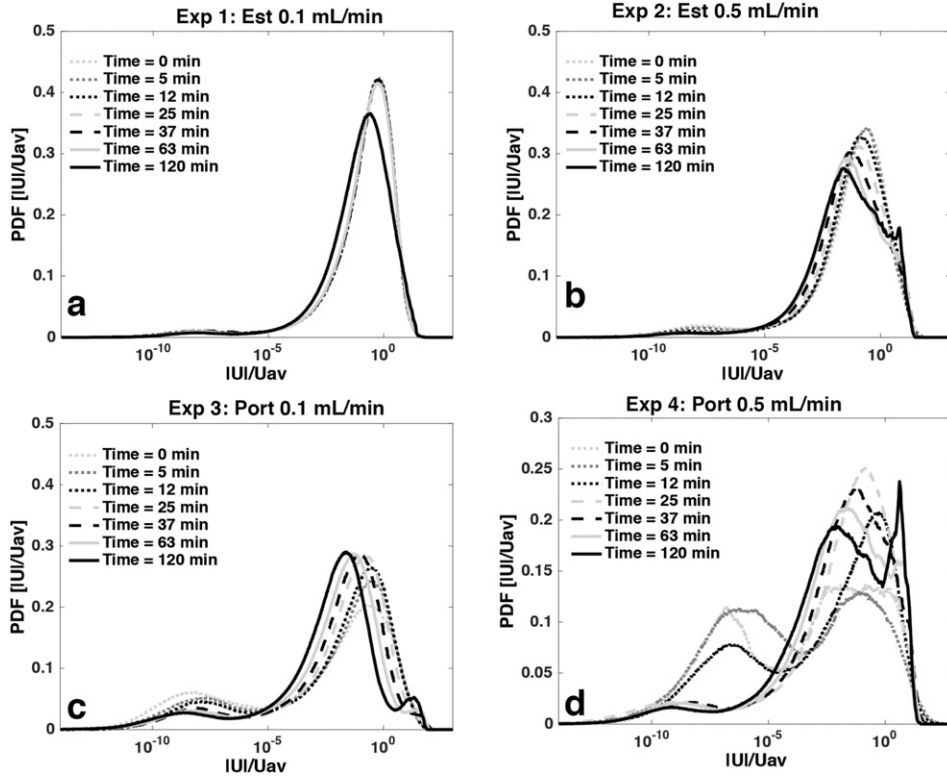 Exp 1: Est 0.1 mL/min
0.5
0.4
0.3
0.2
0.1
0
PDF [|U|/Uav]
Time = 0 min
Time = 5 min
Time = 12 min
Time = 25 min
Time = 37 min
Time = 63 min
Time = 120 min
a
10^-10
10^-5
10^0
|U|/Uav
Exp 2: Est 0.5 mL/min
0.5
0.4
0.3
0.2
0.1
0
PDF [|U|/Uav]
Time = 0 min
Time = 5 min
Time = 12 min
Time = 25 min
Time = 37 min
Time = 63 min
Time = 120 min
b
10^-10
10^-5
10^0
|U|/Uav
Exp 3: Port 0.1 mL/min
0.5
0.4
0.3
0.2
0.1
0
PDF [|U|/Uav]
Time = 0 min
Time = 5 min
Time = 12 min
Time = 25 min
Time = 37 min
Time = 63 min
Time = 120 min
c
10^-10
10^-5
10^0
|U|/Uav
Exp 4: Port 0.5 mL/min
0.3
0.25
0.2
0.15
0.1
0.05
0
PDF [|U|/Uav]
Time = 0 min
Time = 5 min
Time = 12 min
Time = 25 min
Time = 37 min
Time = 63 min
Time = 120 min
d
10^-10
10^-5
10^0
|U|/Uav